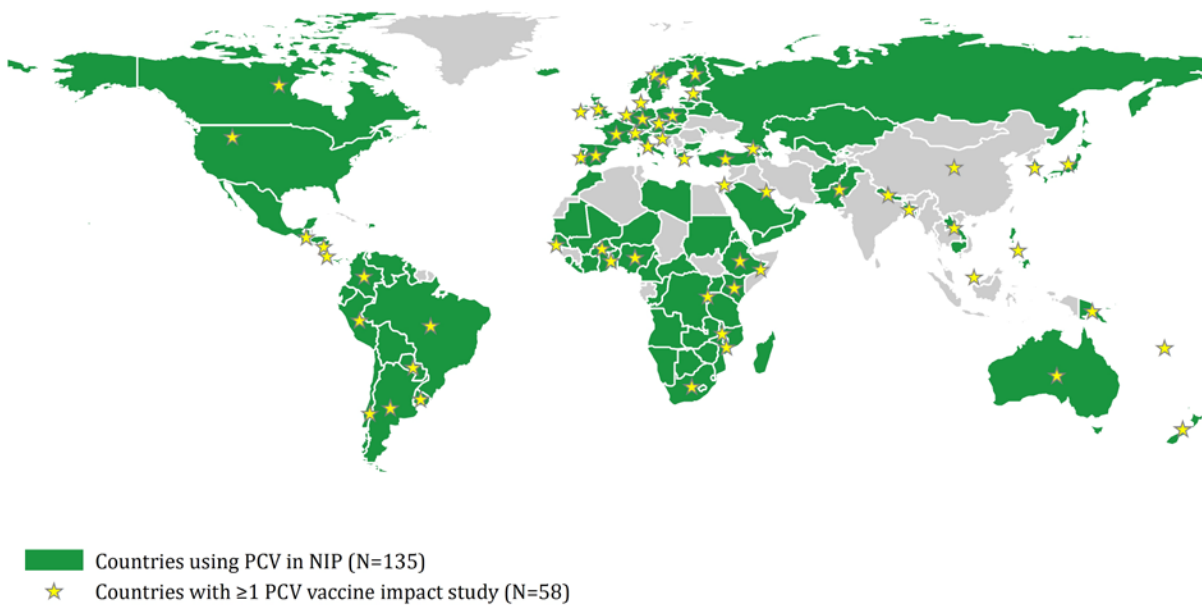 Countries using PCV in NIP (N=135)
Countries with ≥1 PCV vaccine impact study (N=58)